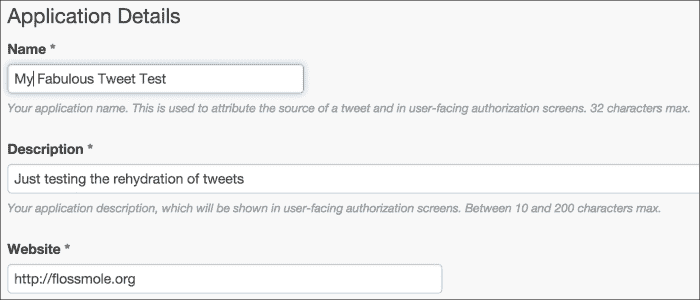 Application Details
Name *
My Fabulous Tweet Test
Your application name. This is used to attribute the source of a tweet and in user-facing authorization screens. 32 characters max.
Description *
Just testing the rehydration of tweets
Your application description, which will be shown in user-facing authorization screens. Between 10 and 200 characters max.
Website *
http://flossmole.org